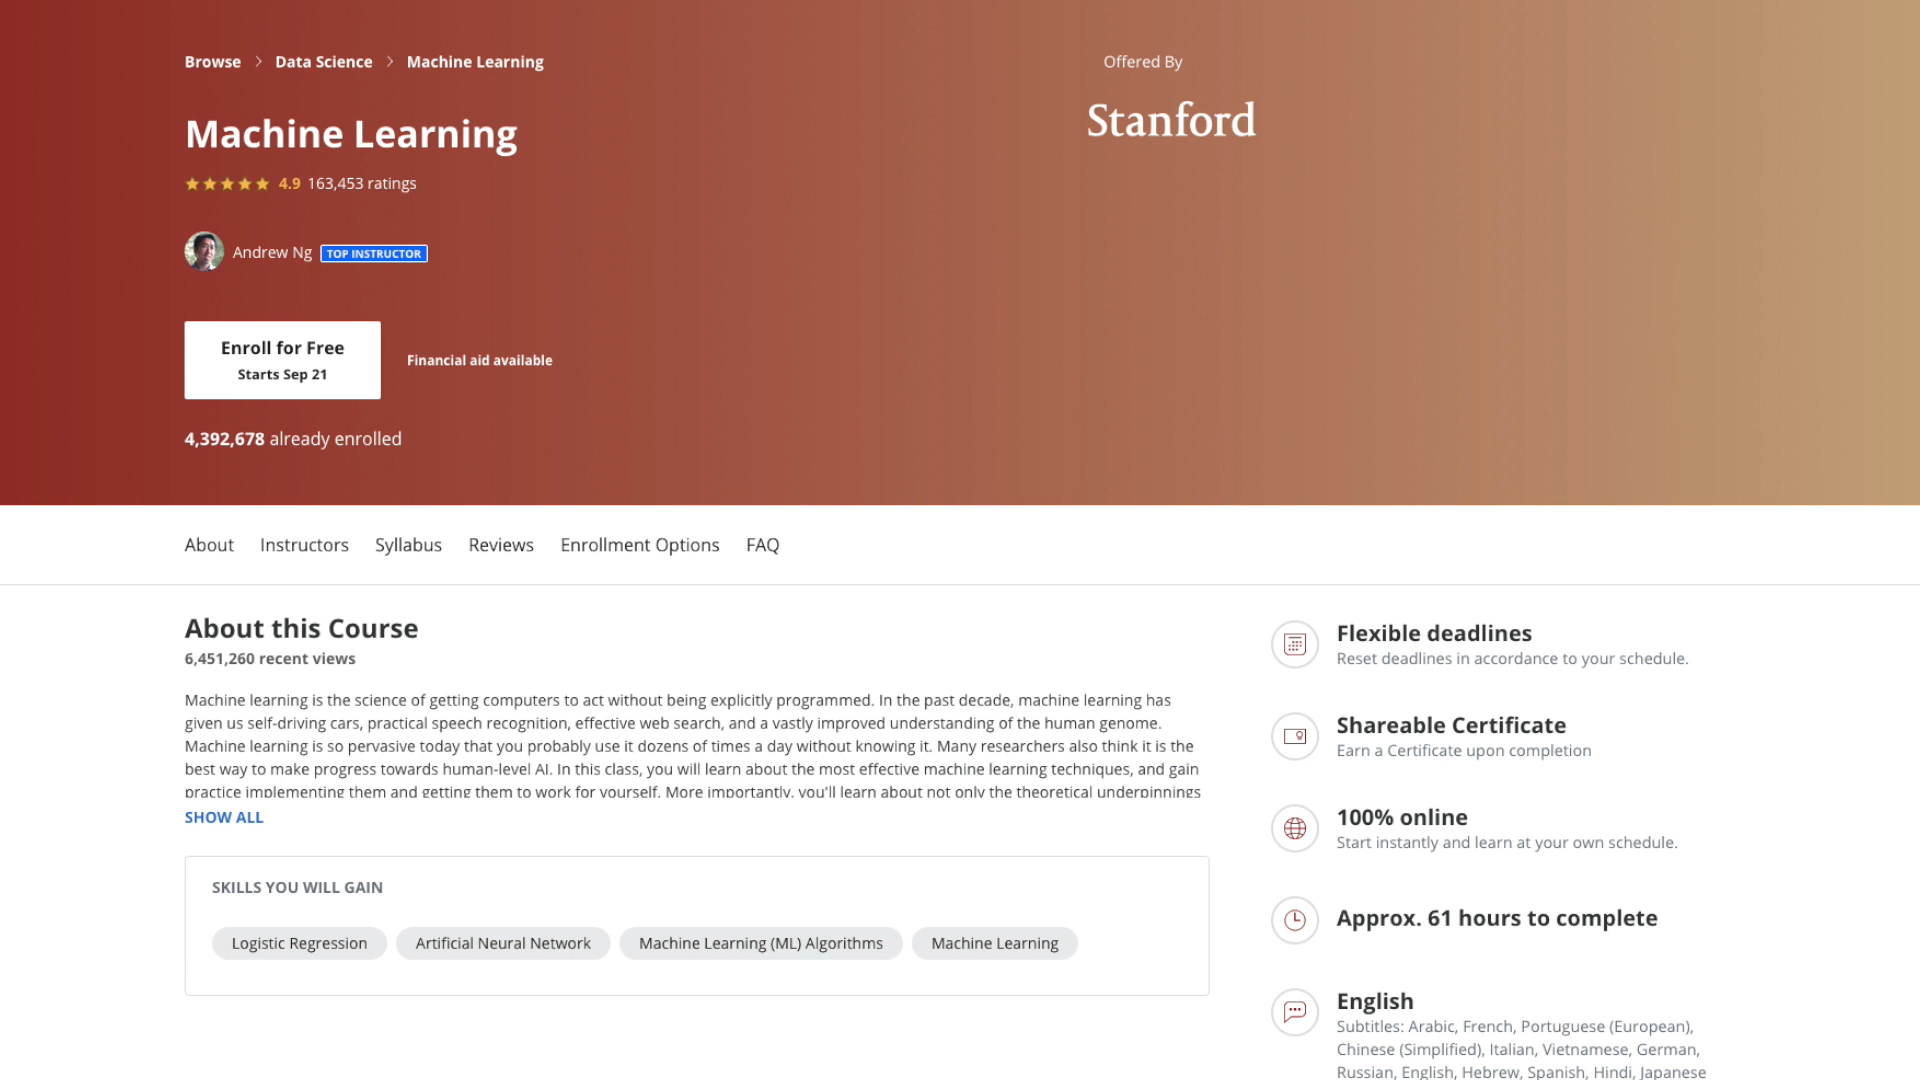 Browse > Data Science > Machine Learning
Offered By
Stanford
Machine Learning
4.9 163,453 ratings
Andrew Ng TOP INSTRUCTOR
Enroll for Free
Starts Sep 21
Financial aid available
4,392,678 already enrolled
About Instructors Syllabus Reviews Enrollment Options FAQ
About this Course
6,451,260 recent views
Machine learning is the science of getting computers to act without being explicitly programmed. In the past decade, machine learning has
given us self-driving cars, practical speech recognition, effective web search, and a vastly improved understanding of the human genome.
Machine learning is so pervasive today that you probably use it dozens of times a day without knowing it. Many researchers also think it is the
best way to make progress towards human-level AI. In this class, you will learn about the most effective machine learning techniques, and gain
practice implementing them and getting them to work for yourself. More importantly, you'll learn about not only the theoretical underpinnings
SHOW ALL
SKILLS YOU WILL GAIN
Logistic Regression Artificial Neural Network Machine Learning (ML) Algorithms Machine Learning
Flexible deadlines
Reset deadlines in accordance to your schedule.
Shareable Certificate
Earn a Certificate upon completion
100% online
Start instantly and learn at your own schedule.
Approx. 61 hours to complete
English
Subtitles: Arabic, French, Portuguese (European),
Chinese (Simplified), Italian, Vietnamese, German,
Russian, English, Hebrew, Spanish, Hindi, Japanese